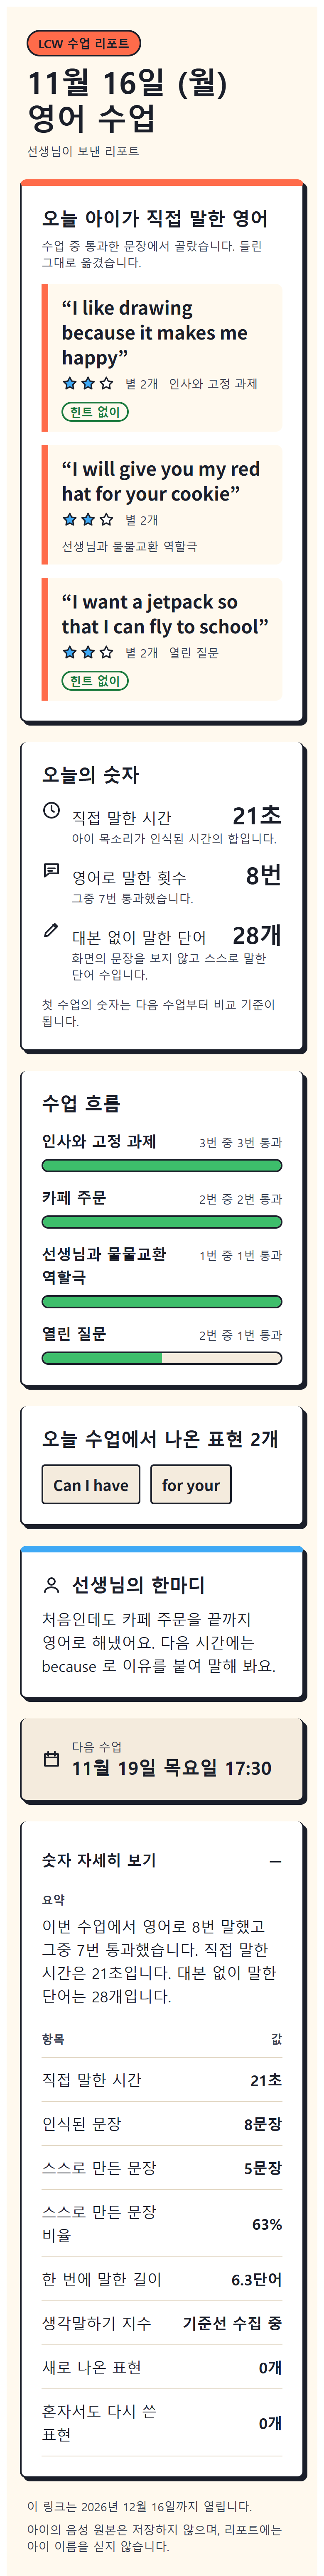 LCW 수업 리포트
11월 16일 (월)
영어 수업
선생님이 보낸 리포트
오늘 아이가 직접 말한 영어
수업 중 통과한 문장에서 골랐습니다. 들린
그대로 옮겼습니다.
“I like drawing
because it makes me
happy”
별 2개 인사와 고정 과제
힌트 없이
“I will give you my red
hat for your cookie”
별 2개
선생님과 물물교환 역할극
“I want a jetpack so
that I can fly to school”
별 2개 열린 질문
힌트 없이
오늘의 숫자
직접 말한 시간 21초
아이 목소리가 인식된 시간의 합입니다.
영어로 말한 횟수 8번
그중 7번 통과했습니다.
대본 없이 말한 단어 28개
화면의 문장을 보지 않고 스스로 말한
단어 수입니다.
첫 수업의 숫자는 다음 수업부터 비교 기준이
됩니다.
수업 흐름
인사와 고정 과제 3번 중 3번 통과
카페 주문 2번 중 2번 통과
선생님과 물물교환 1번 중 1번 통과
역할극
열린 질문 2번 중 1번 통과
오늘 수업에서 나온 표현 2개
Can I have for your
선생님의 한마디
처음인데도 카페 주문을 끝까지
영어로 해냈어요. 다음 시간에는
because 로 이유를 붙여 말해 봐요.
다음 수업
11월 19일 목요일 17:30
숫자 자세히 보기 —
요약
이번 수업에서 영어로 8번 말했고
그중 7번 통과했습니다. 직접 말한
시간은 21초입니다. 대본 없이 말한
단어는 28개입니다.
항목 값
직접 말한 시간 21초
인식된 문장 8문장
스스로 만든 문장 5문장
스스로 만든 문장
비율 63%
한 번에 말한 길이 6.3단어
생각말하기 지수 기준선 수집 중
새로 나온 표현 0개
혼자서도 다시 쓴
표현 0개
이 링크는 2026년 12월 16일까지 열립니다.
아이의 음성 원본은 저장하지 않으며, 리포트에는
아이 이름을 싣지 않습니다.